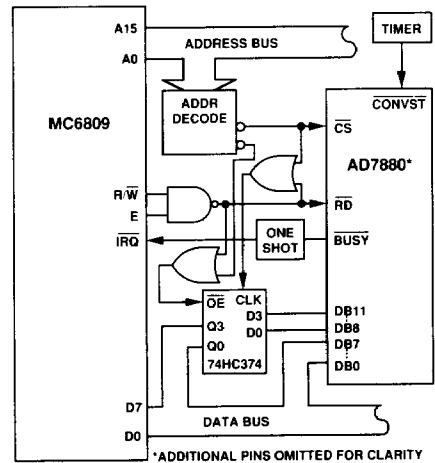 A15
ADDRESS BUS
TIMER
A0
ADDR
DECODE
CONVST
CS
MC6809
AD7880*
R/W
E
RD
IRQ
ONE
SHOT
BUSY
OE
CLK
D3
D0
DB11
DB8
DB7
DB0
Q3
Q0
74HC374
D7
DATA BUS
D0
*ADDITIONAL PINS OMITTED FOR CLARITY